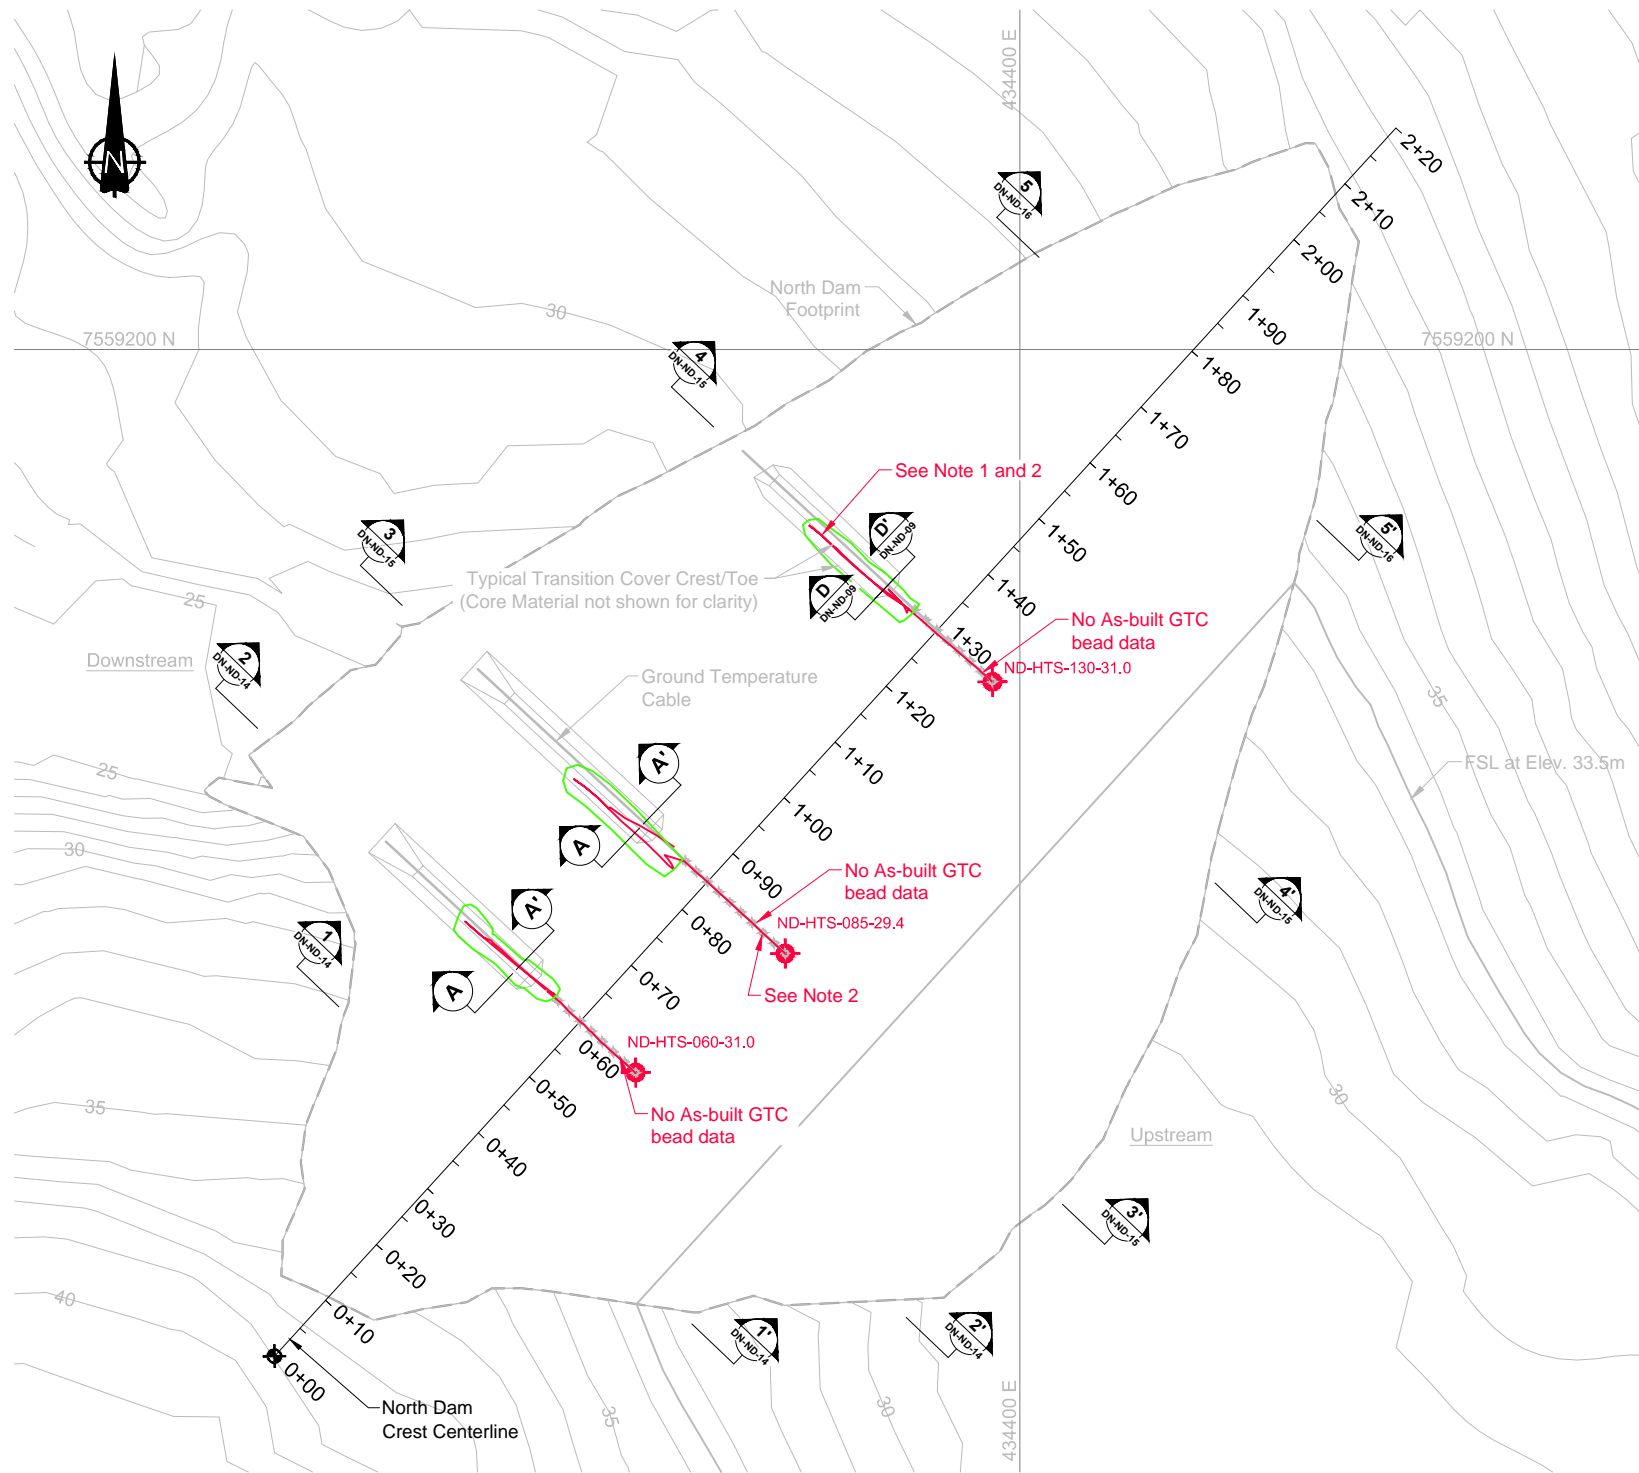 434400 E
N
2+20
5
DN-ND-16
2+10
2+00
North Dam
Footprint
30
1+90
7559200 N
7559200 N
4
DN-ND-15
1+80
1+70
See Note 1 and 2
1+60
D'
DN-ND-09
3
DN-ND-15
5'
DN-ND-16
1+50
Typical Transition Cover Crest/Toe
(Core Material not shown for clarity)
D
DN-ND-09
1+40
25
No As-built GTC
bead data
1+30
ND-HTS-130-31.0
2
DN-ND-14
Downstream
Ground Temperature
Cable
35
1+20
A'
1+10
25
FSL at Elev. 33.5m
1+00
A
30
No As-built GTC
bead data
0+90
4'
DN-ND-15
A'
ND-HTS-085-29.4
0+80
1
DN-ND-14
A
0+70
See Note 2
ND-HTS-060-31.0
0+60
30
0+50
35
No As-built GTC
bead data
Upstream
0+40
0+30
3'
DN-ND-15
0+20
40
0+10
1'
DN-ND-14
2'
DN-ND-14
0+00
North Dam
Crest Centerline
35
30
434400 E